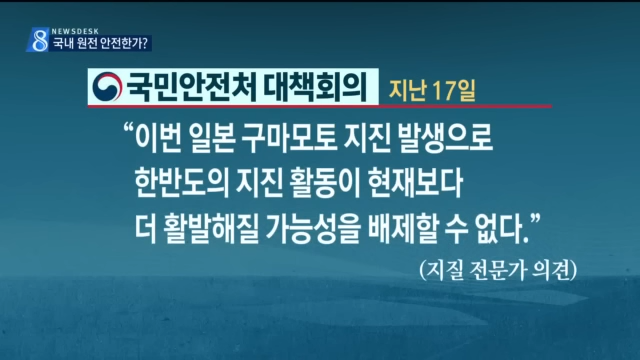 NEWSDESK
8 국내 원전 안전한가?
국민안전처 대책회의 지난 17일
“이번 일본 구마모토 지진 발생으로
한반도의 지진 활동이 현재보다
더 활발해질 가능성을 배제할 수 없다.”
(지질 전문가 의견)